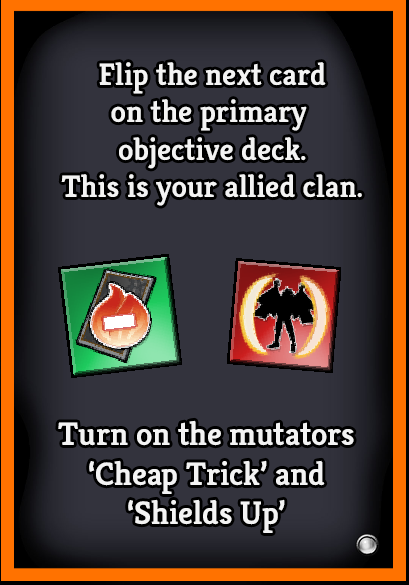 Flip the next card
on the primary
objective deck.
This is your allied clan.
Turn on the mutators
‘Cheap Trick’ and
‘Shields Up’